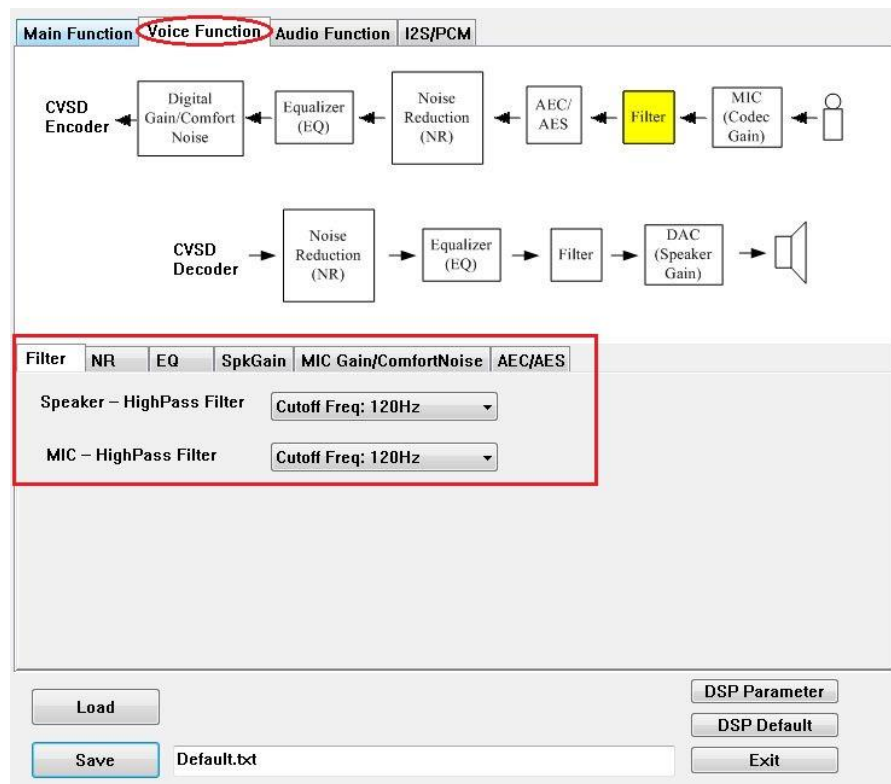 Main Function Voice Function Audio Function I2S/PCM
CVSD
Encoder
Digital
Gain/Comfort
Noise
Equalizer
(EQ)
Noise
Reduction
(NR)
AEC/
AES
Filter
MIC
(Codec
Gain)
CVSD
Decoder
Noise
Reduction
(NR)
Equalizer
(EQ)
Filter
DAC
(Speaker
Gain)
Filter NR EQ SpkGain MIC Gain/ComfortNoise AEC/AES
Speaker – HighPass Filter Cutoff Freq: 120Hz
MIC – HighPass Filter Cutoff Freq: 120Hz
Load
DSP Parameter
DSP Default
Save Default.txt Exit